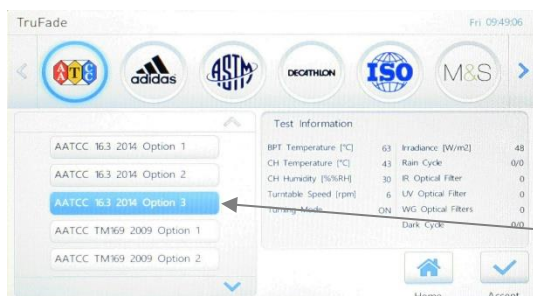 TruFade
Fri 09:49:06
ATCC
adidas
ASTM
DECATHLON
ISO
M&S
AATCC 16.3 2014 Option 1
AATCC 16.3 2014 Option 2
AATCC 16.3 2014 Option 3
AATCC TM169 2009 Option 1
AATCC TM169 2009 Option 2
Test Information
BPT Temperature [°C] 63
CH Temperature [°C] 43
CH Humidity [%%RH] 30
Turntable Speed [rpm] 6
Turning Mode ON
Irradiance [W/m2] 48
Rain Cycle 0/0
IR Optical Filter 0
UV Optical Filter 0
WG Optical Filters 0
Dark Cycle 0/0
Home
Accept